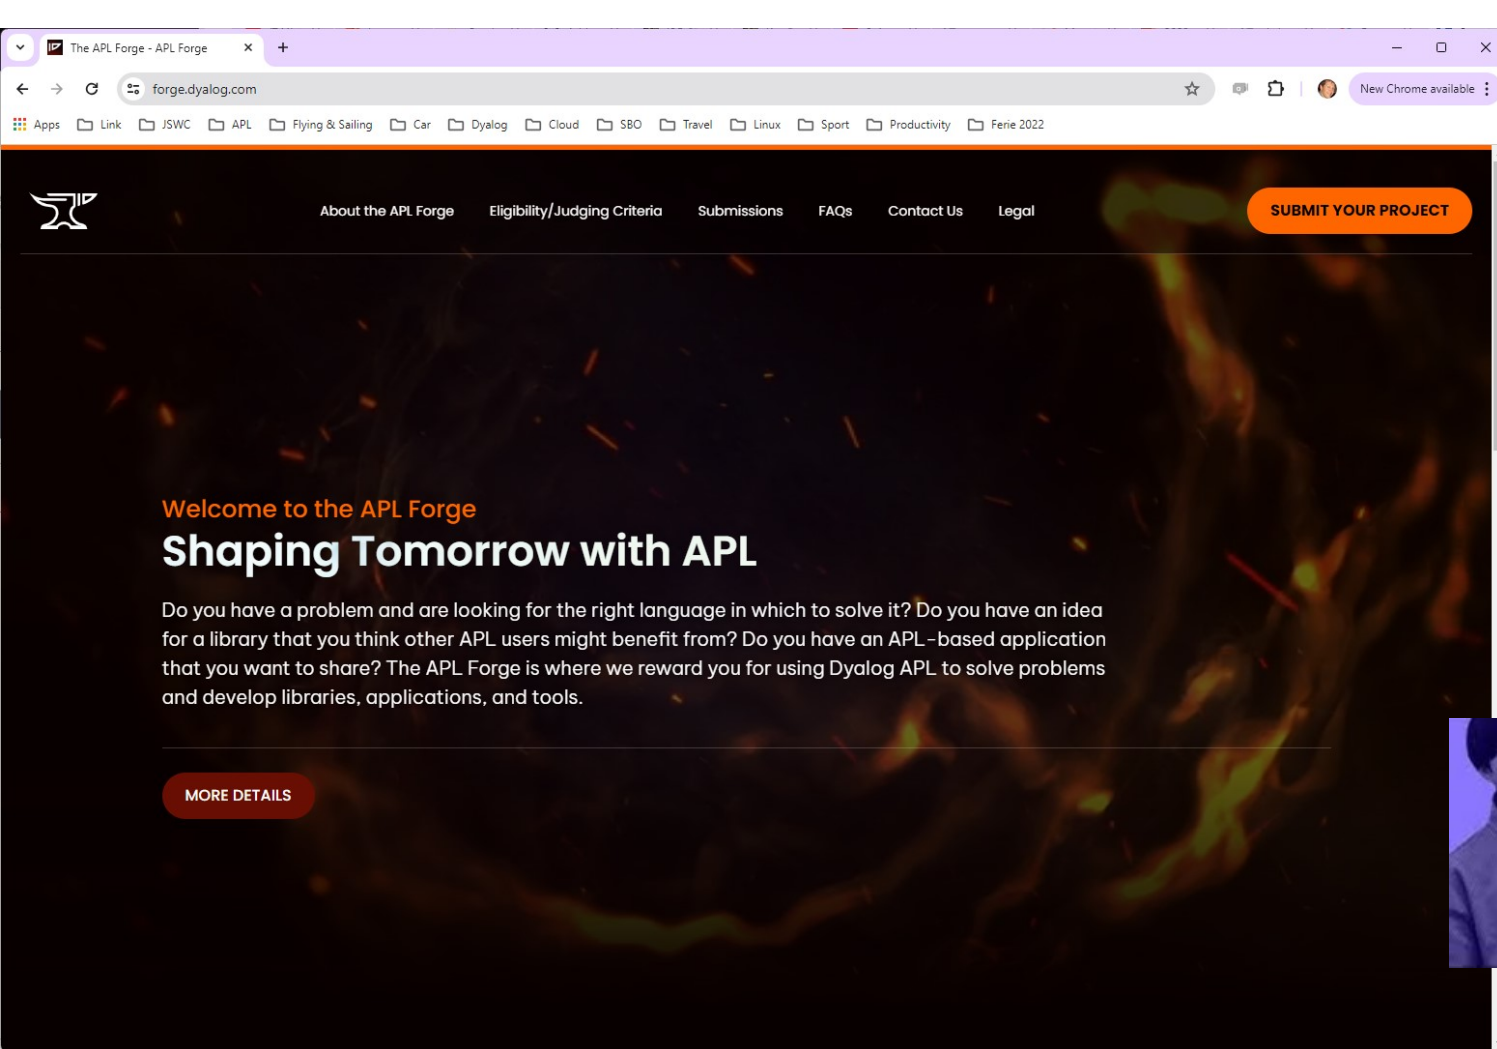 The APL Forge - APL Forge
forge.dyalog.com
New Chrome available
Apps Link JSWC APL Flying & Sailing Car Dyalog Cloud SBO Travel Linux Sport Productivity Ferie 2022
About the APL Forge Eligibility/Judging Criteria Submissions FAQs Contact Us Legal
SUBMIT YOUR PROJECT
Welcome to the APL Forge
Shaping Tomorrow with APL
Do you have a problem and are looking for the right language in which to solve it? Do you have an idea
for a library that you think other APL users might benefit from? Do you have an APL-based application
that you want to share? The APL Forge is where we reward you for using Dyalog APL to solve problems
and develop libraries, applications, and tools.
MORE DETAILS